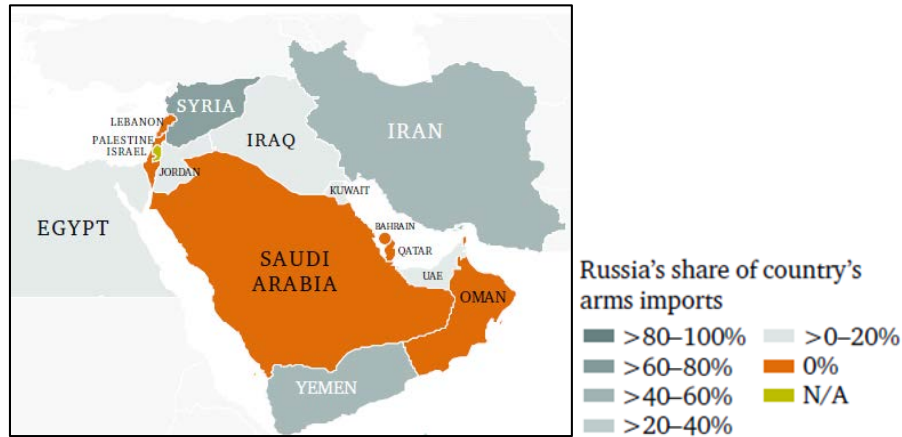 SYRIA
LEBANON
PALESTINE
ISRAEL
IRAQ
IRAN
JORDAN
KUWAIT
EGYPT
BAHRAIN
QATAR
SAUDI
ARABIA
UAE
OMAN
YEMEN
Russia's share of country's
arms imports
>80–100%
>60–80%
>40–60%
>20–40%
>0–20%
0%
N/A